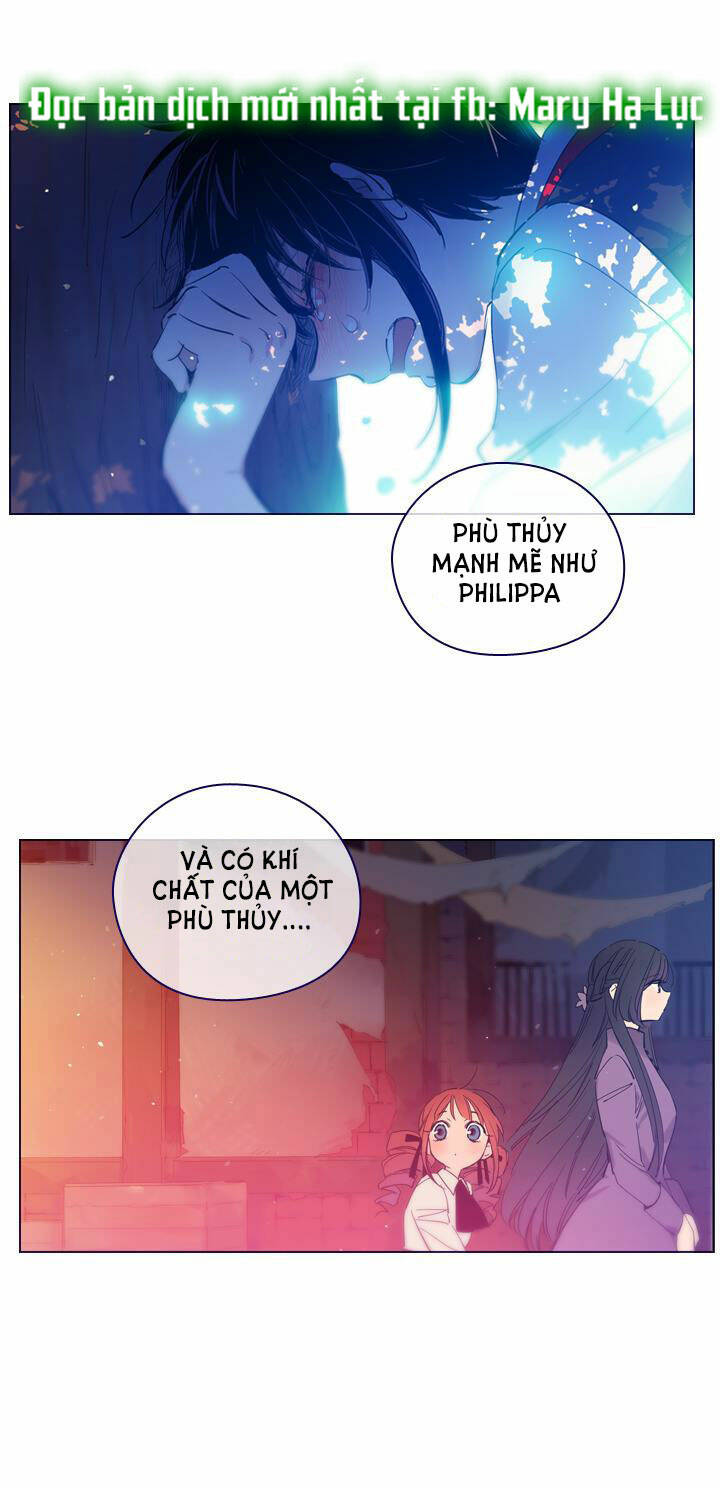 Đọc bản dịch mới nhất tại fb: Mary Hạ Lục
PHÙ THỦY
MẠNH MẼ NHƯ
PHILIPPA
VÀ CÓ KHÍ
CHẤT CỦA MỘT
PHÙ THỦY....